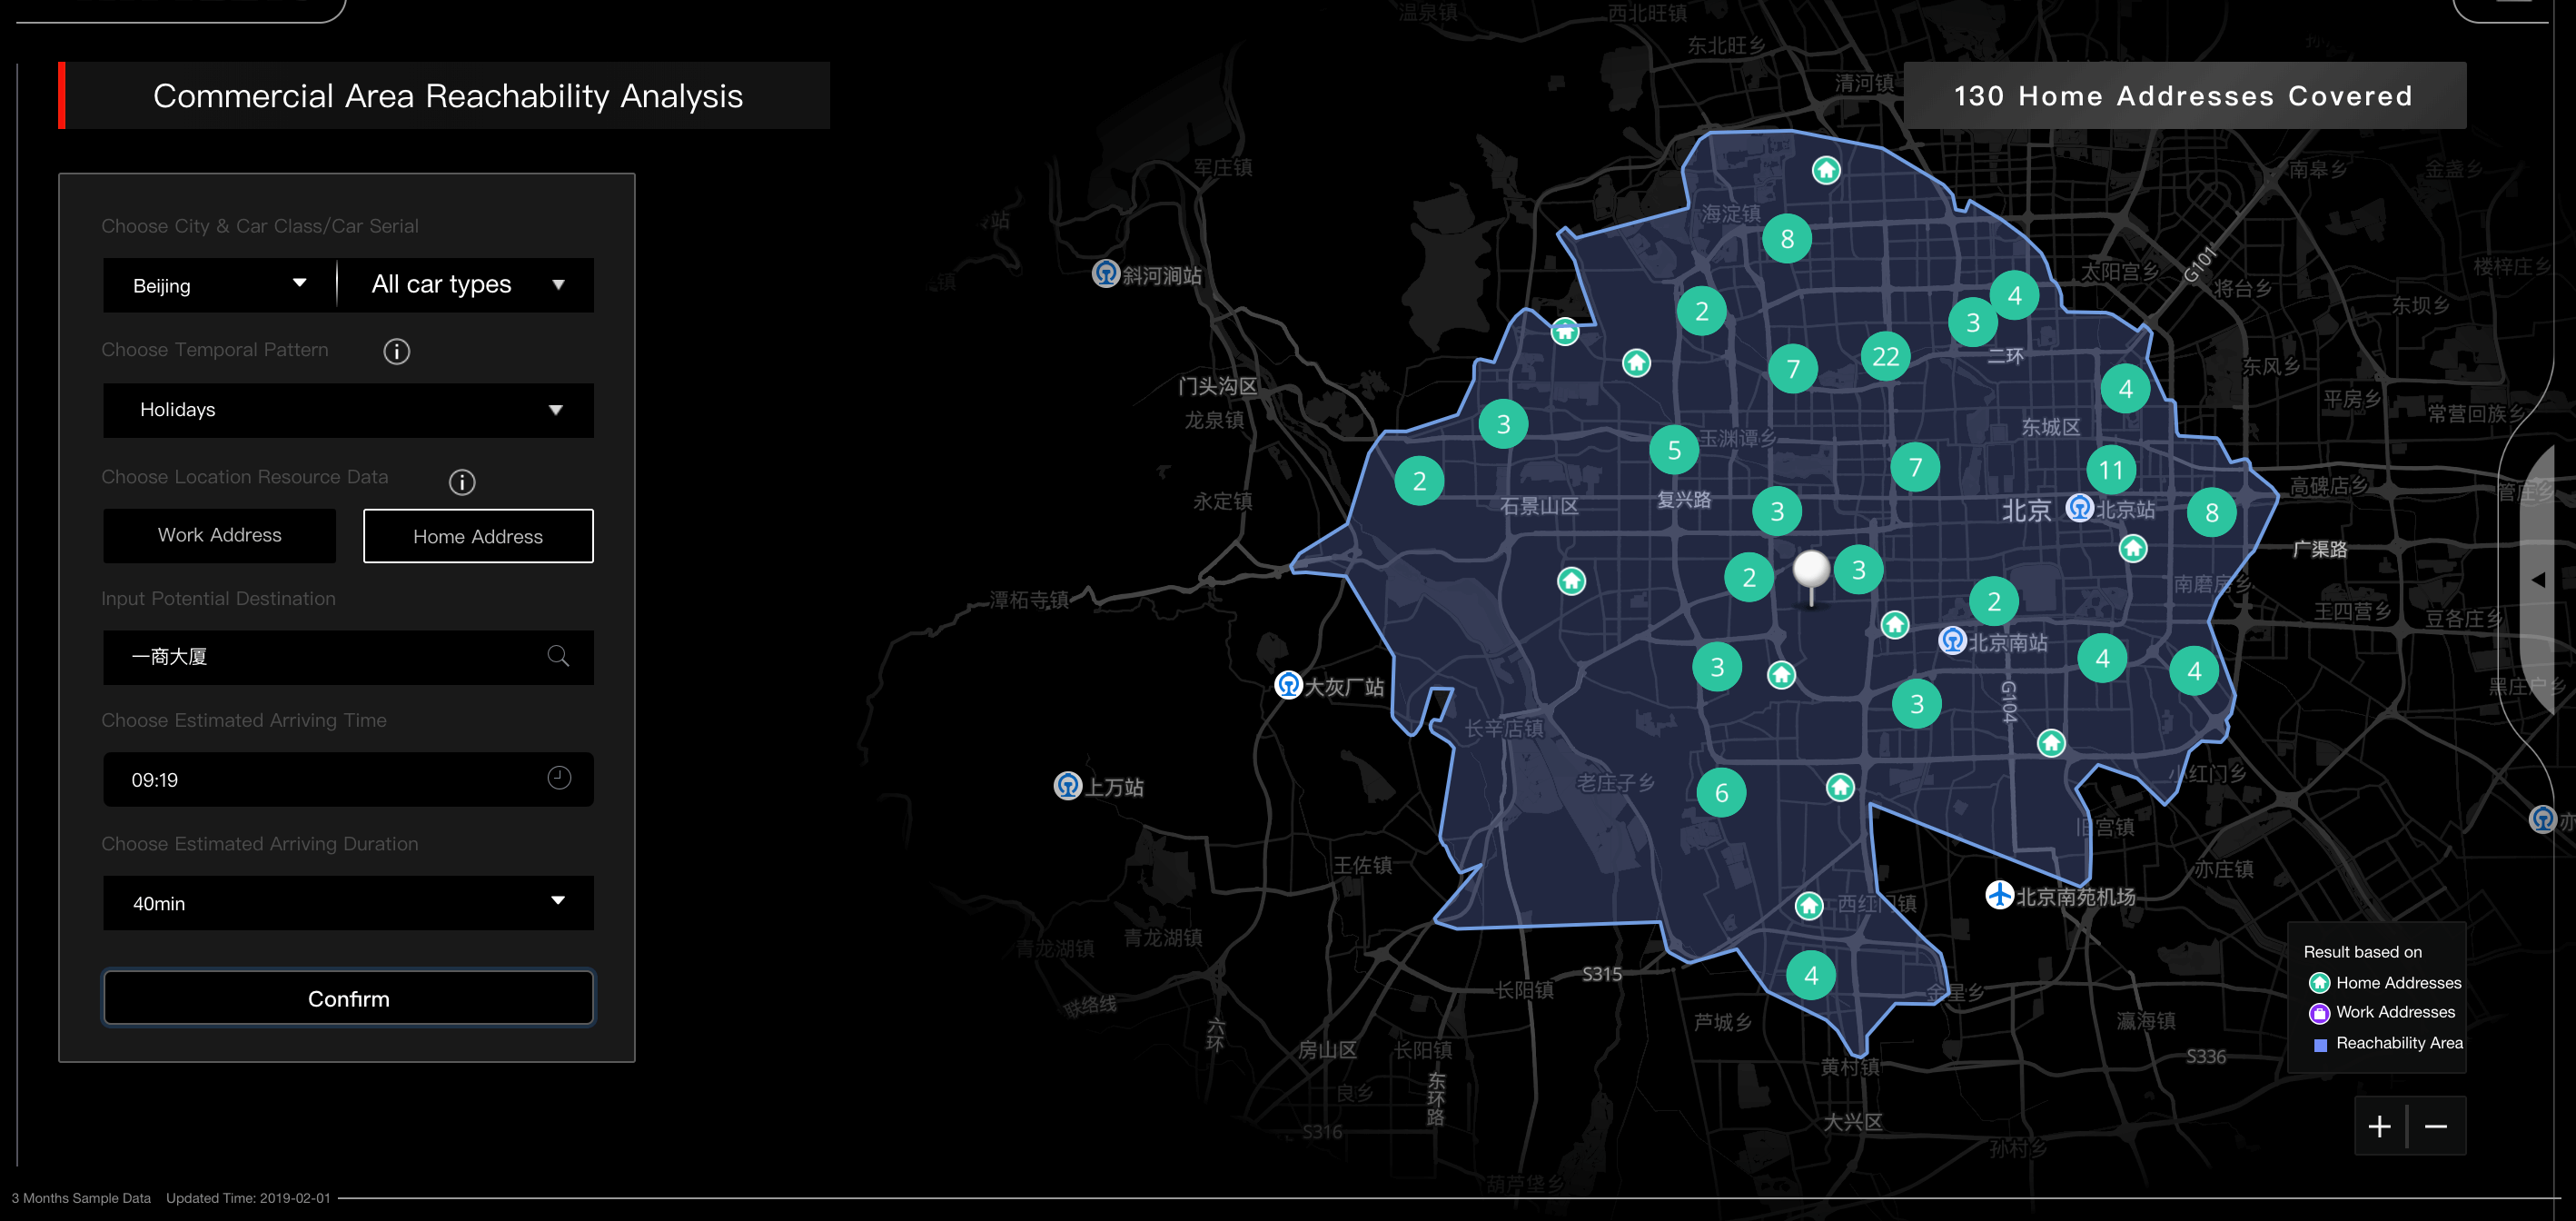 Commercial Area Reachability Analysis
130 Home Addresses Covered
Choose City & Car Class/Car Serial
Beijing
All car types
Choose Temporal Pattern
Holidays
Choose Location Resource Data
Work Address
Home Address
Input Potential Destination
一商大厦
Choose Estimated Arriving Time
09:19
Choose Estimated Arriving Duration
40min
Confirm
3 Months Sample Data
Updated Time: 2019-02-01
温泉镇
西北旺镇
东北旺乡
清河镇
军庄镇
南皋乡
金盏乡
海淀镇
8
斜河涧站
太阳宫乡
G101
楼梓庄乡
将台乡
东坝乡
4
2
3
二环
22
7
东风乡
门头沟区
4
平房乡
常营回族乡
龙泉镇
3
东城区
玉渊潭乡
5
7
11
2
高碑店乡
管庄乡
永定镇
石景山区
复兴路
3
北京
北京站
8
广渠路
2
3
南磨房乡
潭柘寺镇
2
王四营乡
豆各庄乡
北京南站
3
4
4
大灰厂站
黑庄户乡
3
G104
长辛店镇
老庄子乡
小红门乡
上万站
6
旧宫镇
亦
王佐镇
亦庄镇
西红门镇
北京南苑机场
青龙湖镇
青龙湖镇
S315
4
长阳镇
金星乡
联络线
六环
芦城乡
瀛海镇
房山区
长阳镇
S336
黄村镇
良乡
东环路
S316
大兴区
孙村乡
葫芦垡乡
Result based on
Home Addresses
Work Addresses
Reachability Area